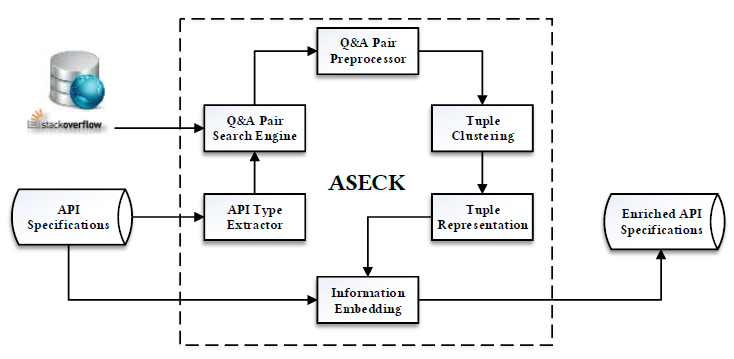 Q&A Pair
Preprocessor
stackoverflow
Q&A Pair
Search Engine
Tuple
Clustering
ASECK
API
Specifications
API Type
Extractor
Tuple
Representation
Enriched API
Specifications
Information
Embedding